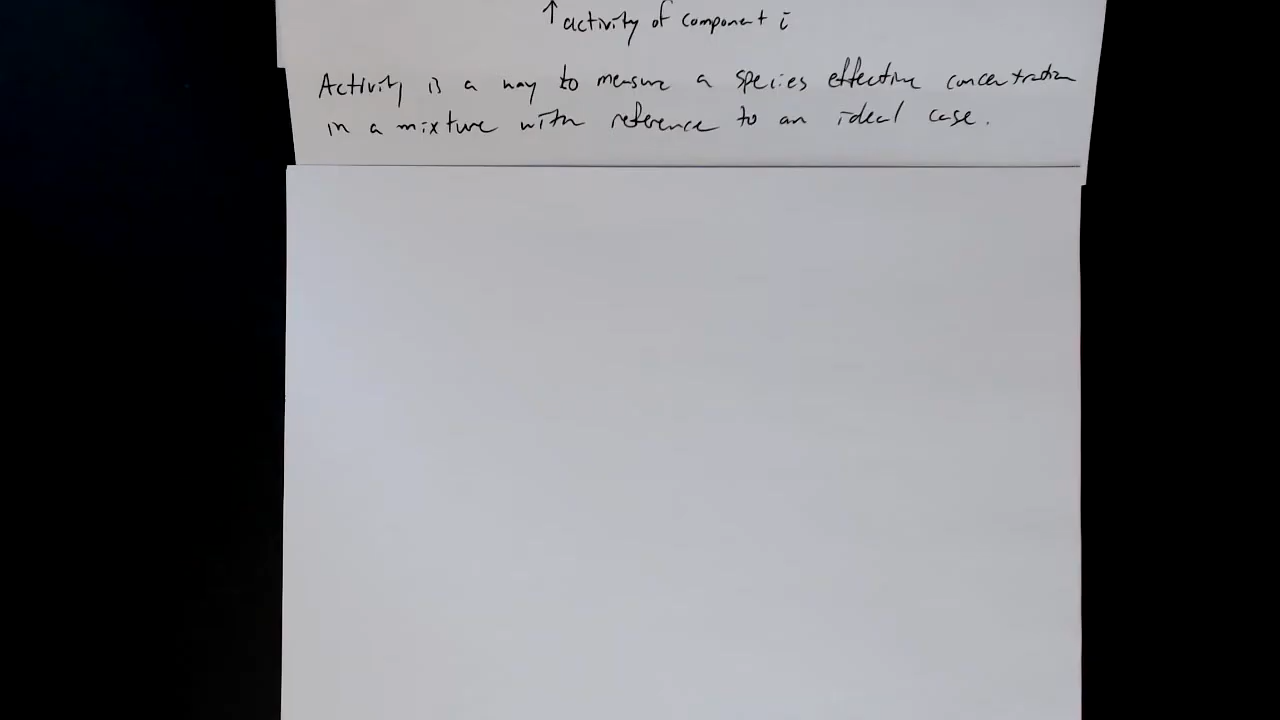 ↑ activity of component i
Activity is a way to measure a species effective concentration
in a mixture with reference to an ideal case.